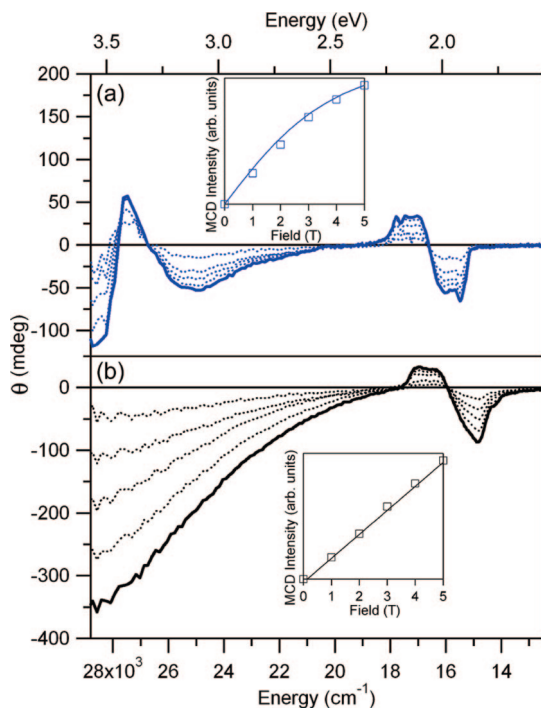 Energy (eV)
3.5 3.0 2.5 2.0
200
150
100
50
0
-50
-100
(a)
MCD Intensity (arb. units)
0 1 2 3 4 5
Field (T)
θ (mdeg)
(b)
0
-100
-200
-300
-400
MCD Intensity (arb. units)
0 1 2 3 4 5
Field (T)
28x10³ 26 24 22 20 18 16 14
Energy (cm⁻¹)